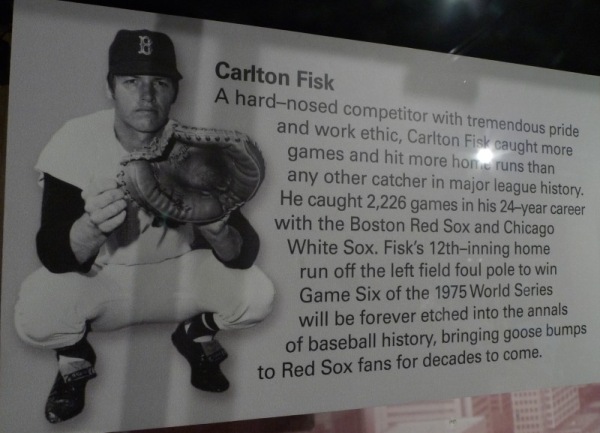 B
Carlton Fisk
A hard–nosed competitor with tremendous pride
and work ethic, Carlton Fisk caught more
games and hit more home runs than
any other catcher in major league history.
He caught 2,226 games in his 24–year career
with the Boston Red Sox and Chicago
White Sox. Fisk's 12th–inning home
run off the left field foul pole to win
Game Six of the 1975 World Series
will be forever etched into the annals
of baseball history, bringing goose bumps
to Red Sox fans for decades to come.